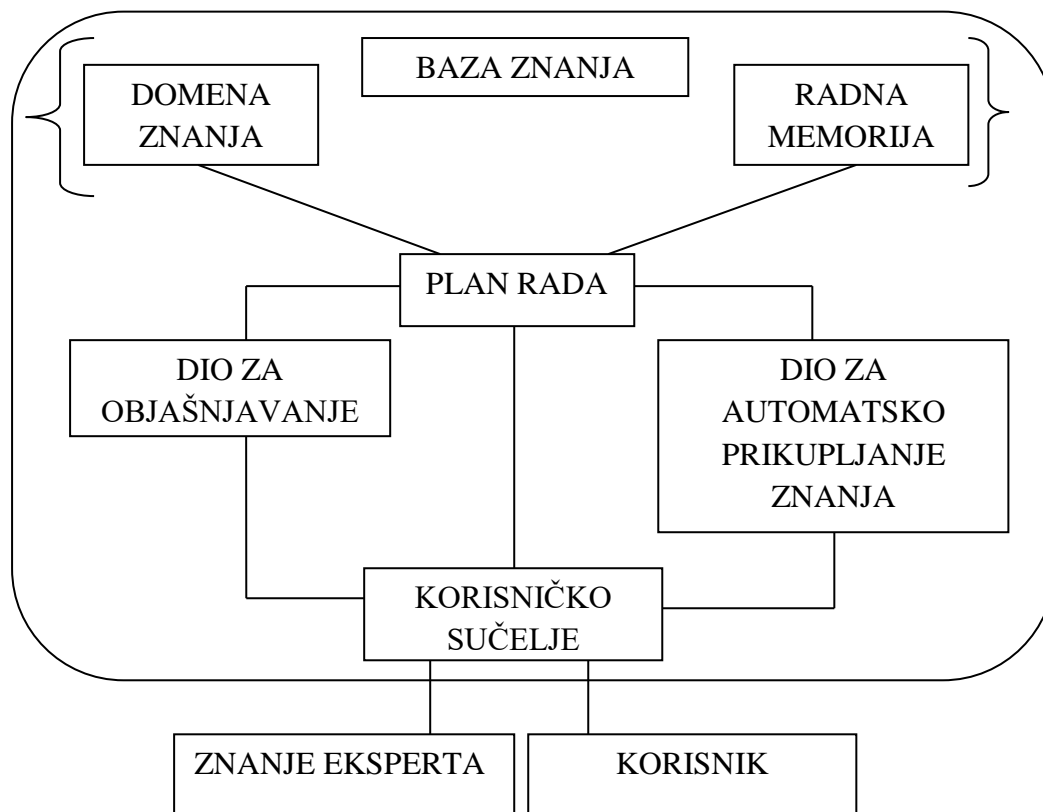 BAZA ZNANJA
DOMENA
ZNANJA
RADNA
MEMORIJA
PLAN RADA
DIO ZA
OBJAŠNJAVANJE
DIO ZA
AUTOMATSKO
PRIKUPLJANJE
ZNANJA
KORISNIČKO
SUČELJE
ZNANJE EKSPERTA
KORISNIK